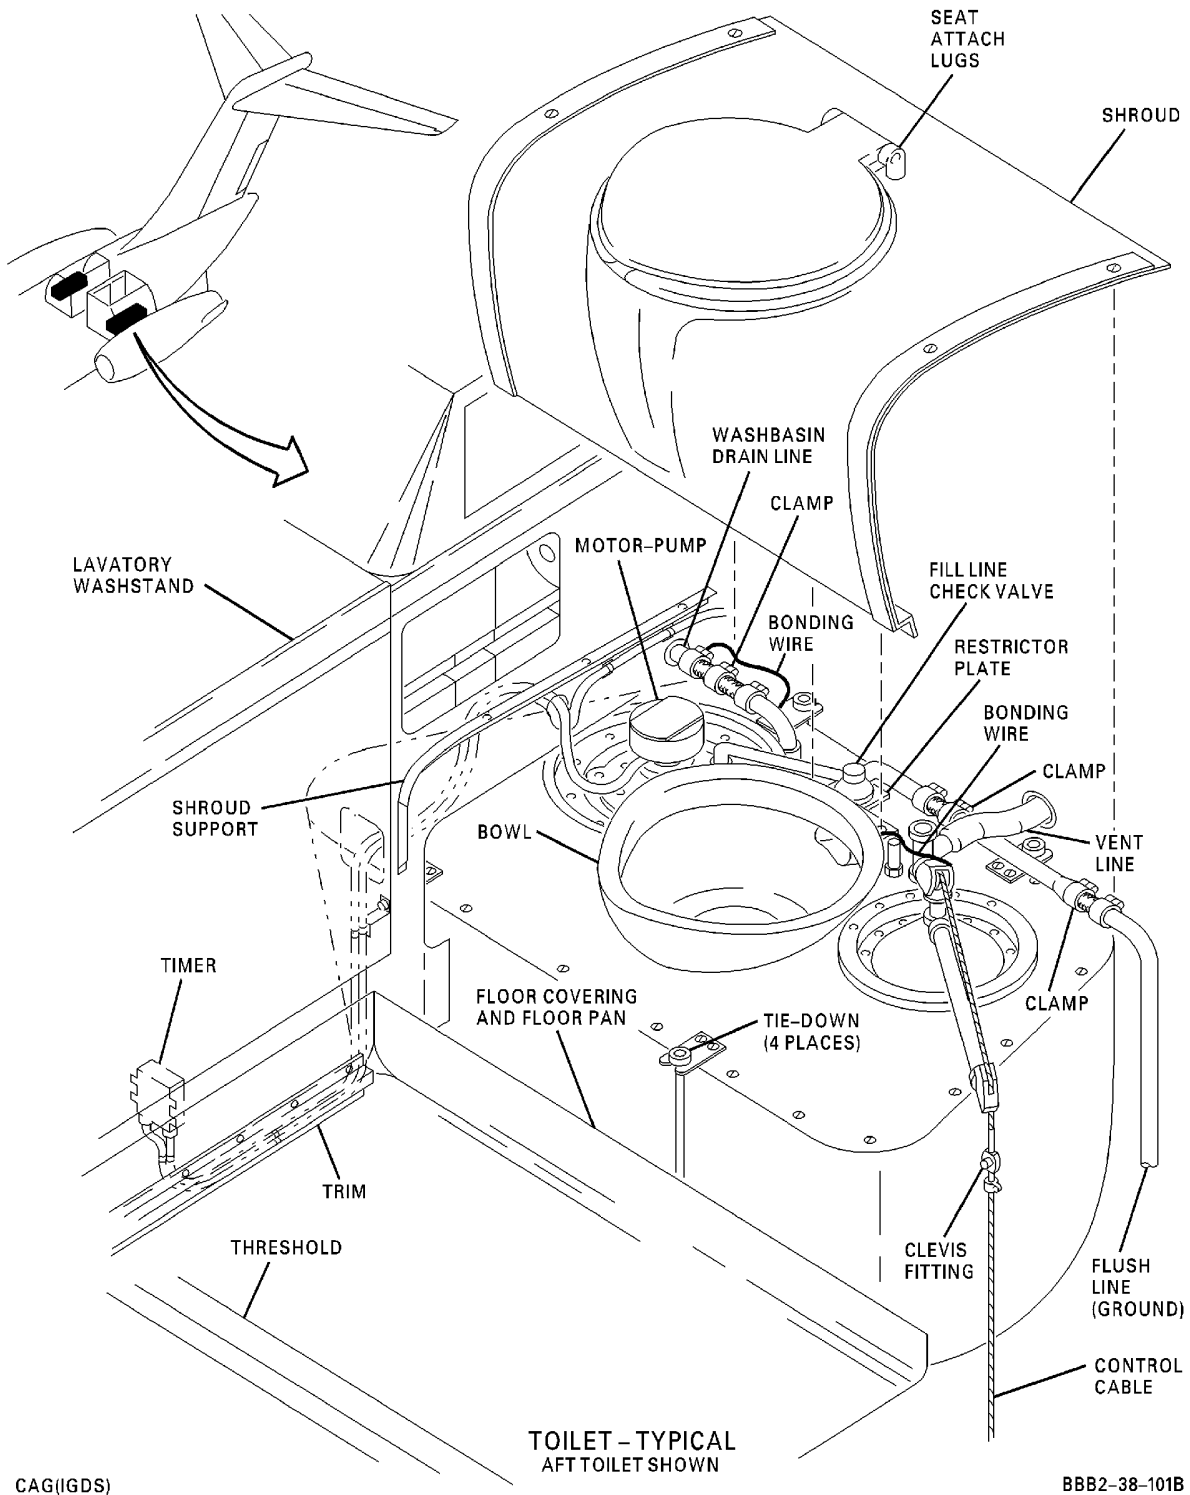 SEAT
ATTACH
LUGS
SHROUD
WASHBASIN
DRAIN LINE
CLAMP
MOTOR–PUMP
LAVATORY
WASHSTAND
FILL LINE
CHECK VALVE
BONDING
WIRE
RESTRICTOR
PLATE
BONDING
WIRE
CLAMP
SHROUD
SUPPORT
BOWL
VENT
LINE
TIMER
FLOOR COVERING
AND FLOOR PAN
TIE–DOWN
(4 PLACES)
CLAMP
TRIM
THRESHOLD
CLEVIS
FITTING
FLUSH
LINE
(GROUND)
CONTROL
CABLE
TOILET – TYPICAL
AFT TOILET SHOWN
CAG(IGDS)
BBB2–38–101B